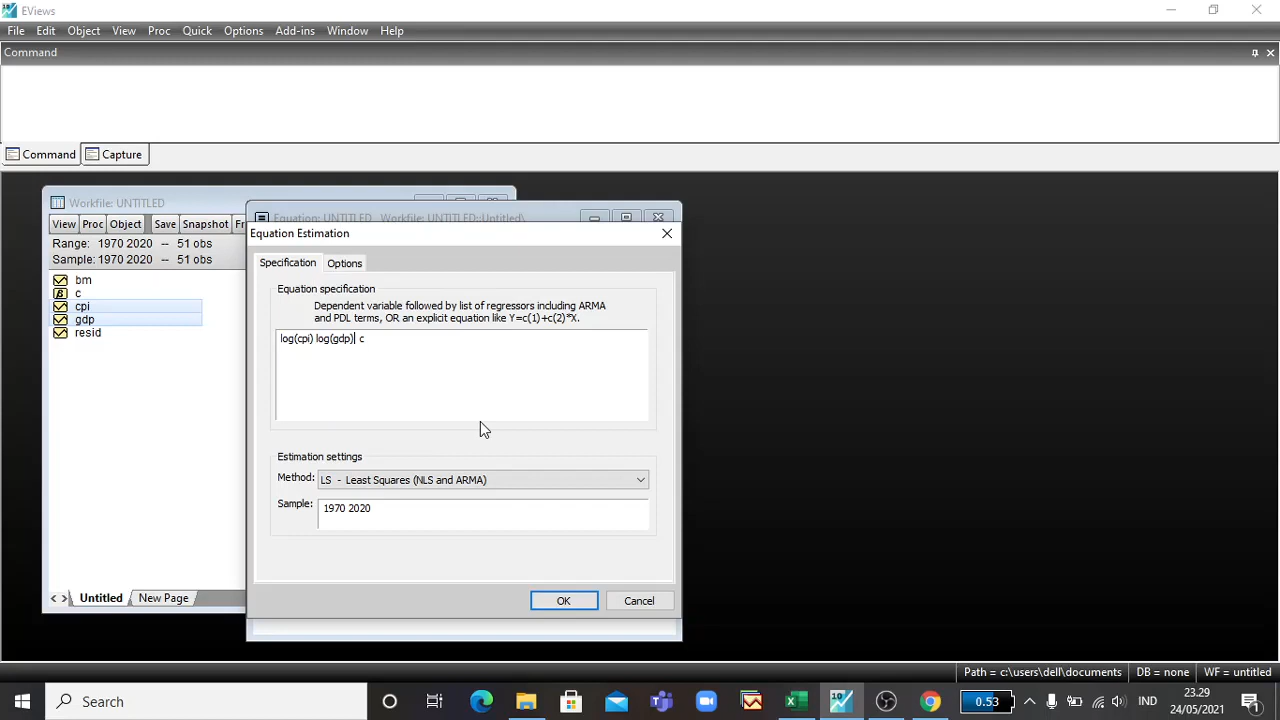 EViews
File Edit Object View Proc Quick Options Add-ins Window Help
Command
Command Capture
Workfile: UNTITLED
View Proc Object Save Snapshot
Range: 1970 2020 -- 51 obs
Sample: 1970 2020 -- 51 obs
bm
c
cpi
gdp
resid
Untitled New Page
Equation: UNTITLED Workfile: UNTITLED::Untitled\
Equation Estimation
Specification Options
Equation specification
Dependent variable followed by list of regressors including ARMA
and PDL terms, OR an explicit equation like Y=c(1)+c(2)*X.
log(cpi) log(gdp) c
Estimation settings
Method: LS - Least Squares (NLS and ARMA)
Sample: 1970 2020
OK Cancel
Path = c:\users\dell\documents DB = none WF = untitled
Search
0.53
IND
23.29
24/05/2021